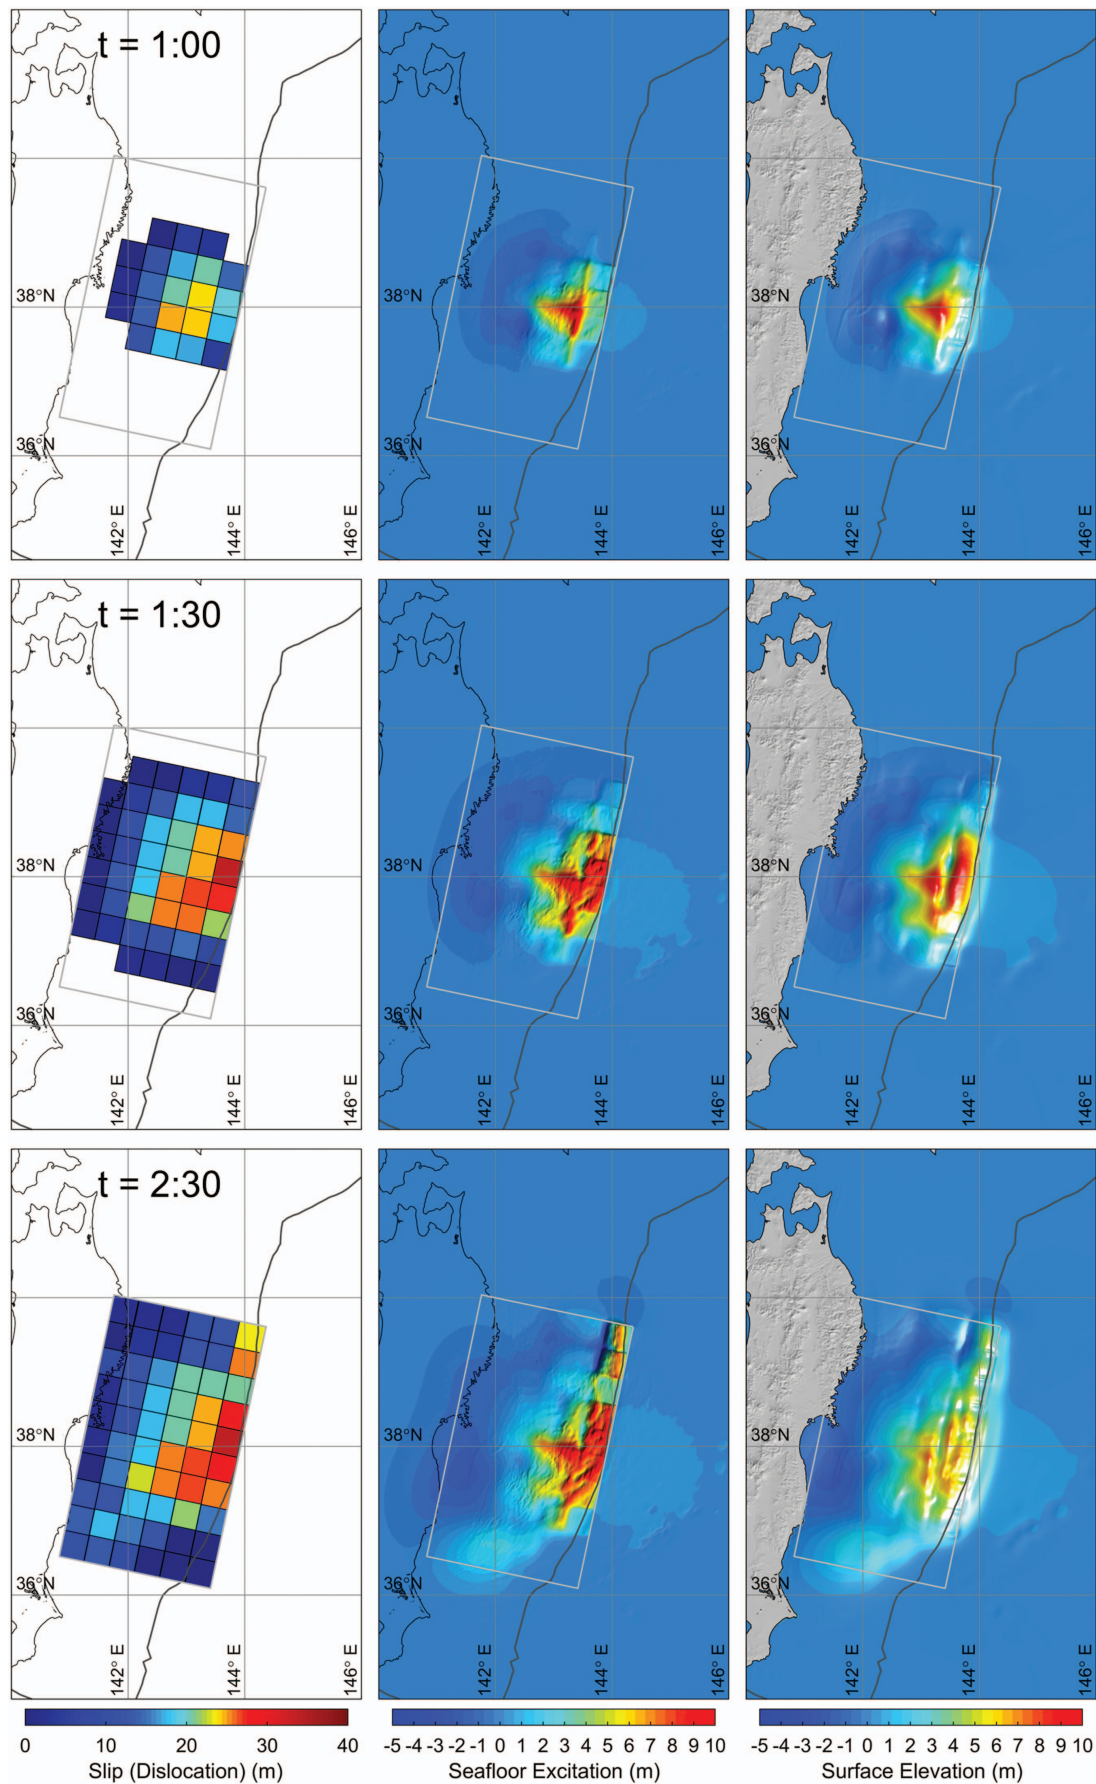 t = 1:00
38°N
36°N
142° E
144° E
146° E
142° E
144° E
146° E
38°N
36°N
142° E
144° E
146° E
38°N
36°N
t = 1:30
38°N
36°N
142° E
144° E
146° E
38°N
36°N
142° E
144° E
146° E
38°N
36°N
142° E
144° E
146° E
t = 2:30
38°N
36°N
142° E
144° E
146° E
38°N
36°N
142° E
144° E
146° E
38°N
36°N
142° E
144° E
146° E
0 10 20 30 40
Slip (Dislocation) (m)
-5 -4 -3 -2 -1 0 1 2 3 4 5 6 7 8 9 10
Seafloor Excitation (m)
-5 -4 -3 -2 -1 0 1 2 3 4 5 6 7 8 9 10
Surface Elevation (m)